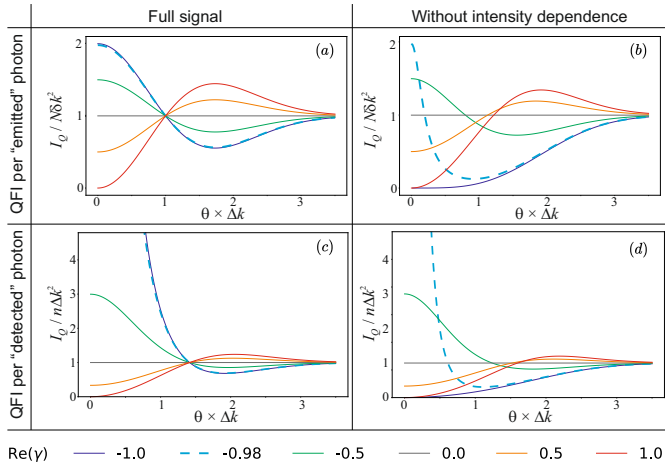 Full signal
Without intensity dependence
QFI per "emitted" photon
I_Q / Nδk²
2
1
0
(a)
0 1 2 3
θ × Δk
I_Q / Nδk²
2
1
0
(b)
0 1 2 3
θ × Δk
QFI per "detected" photon
I_Q / nΔk²
4
3
2
1
0
(c)
0 1 2 3
θ × Δk
I_Q / nΔk²
4
3
2
1
0
(d)
0 1 2 3
θ × Δk
Re(γ) -1.0 -0.98 -0.5 0.0 0.5 1.0